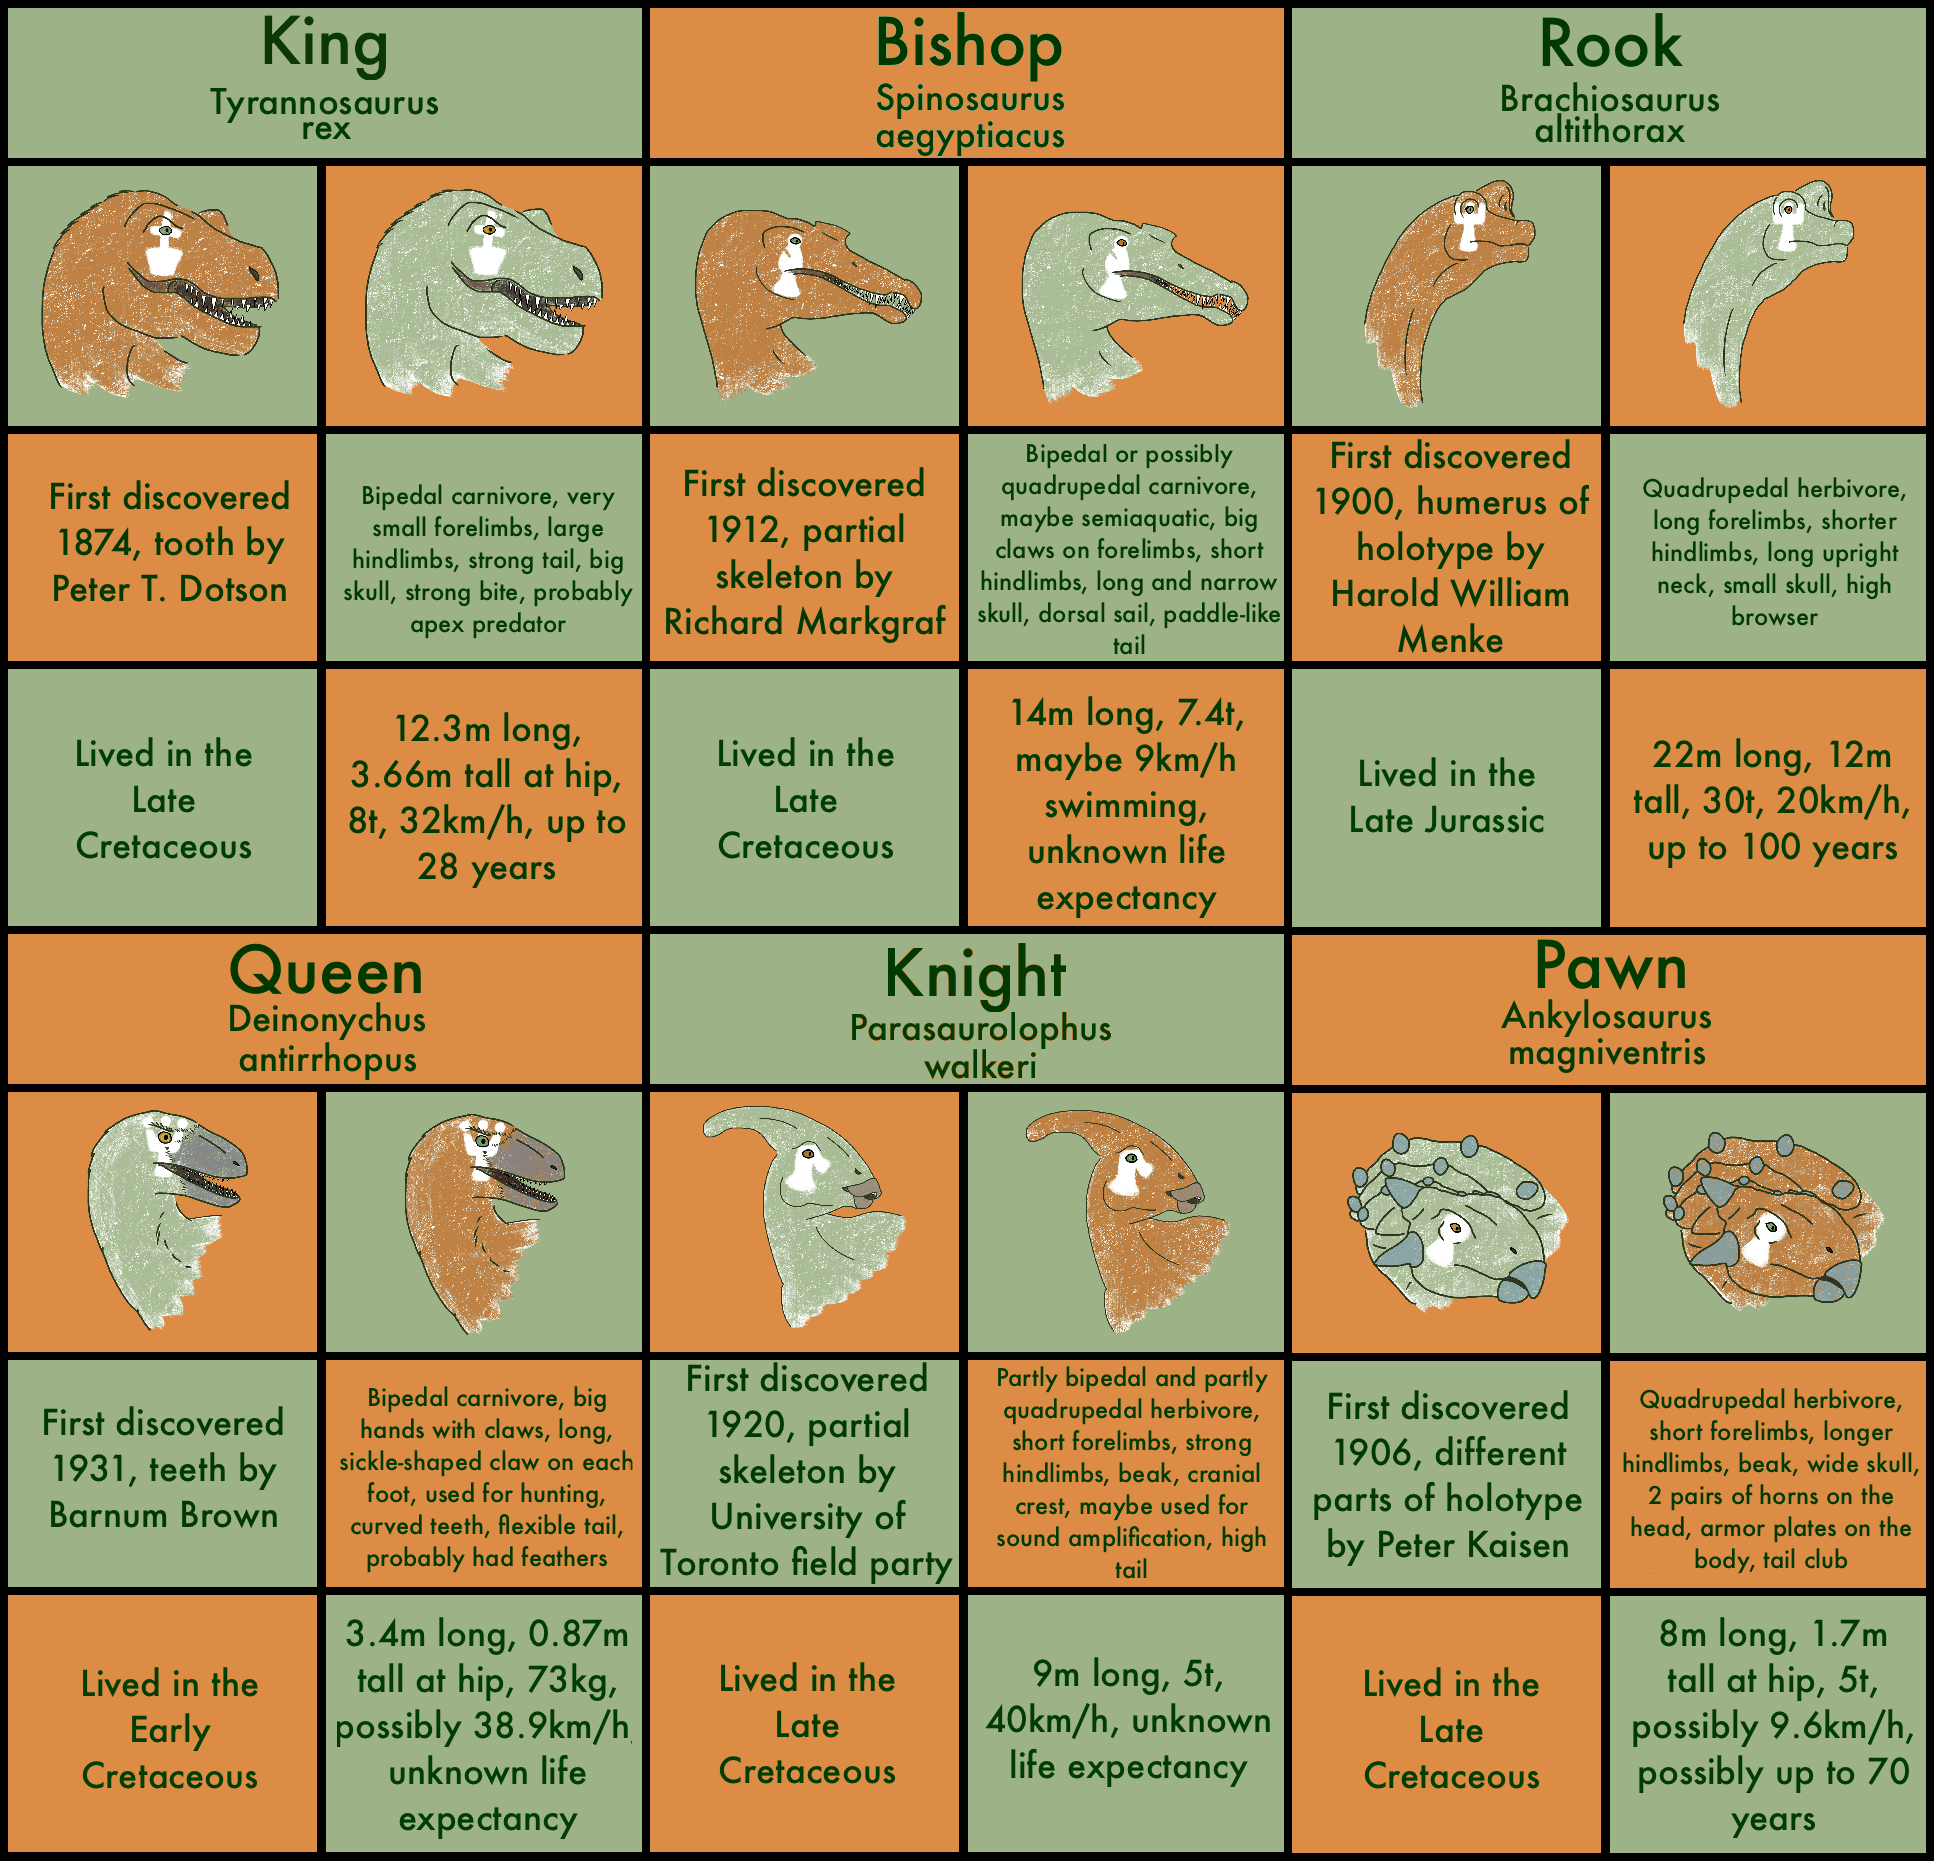 King
Tyrannosaurus
rex
Bishop
Spinosaurus
aegyptiacus
Rook
Brachiosaurus
altithorax
First discovered
1874, tooth by
Peter T. Dotson
Bipedal carnivore, very
small forelimbs, large
hindlimbs, strong tail, big
skull, strong bite, probably
apex predator
First discovered
1912, partial
skeleton by
Richard Markgraf
Bipedal or possibly
quadrupedal carnivore,
maybe semiaquatic, big
claws on forelimbs, short
hindlimbs, long and narrow
skull, dorsal sail, paddle-like
tail
First discovered
1900, humerus of
holotype by
Harold William
Menke
Quadrupedal herbivore,
long forelimbs, shorter
hindlimbs, long upright
neck, small skull, high
browser
Lived in the
Late
Cretaceous
12.3m long,
3.66m tall at hip,
8t, 32km/h, up to
28 years
Lived in the
Late
Cretaceous
14m long, 7.4t,
maybe 9km/h
swimming,
unknown life
expectancy
Lived in the
Late Jurassic
22m long, 12m
tall, 30t, 20km/h,
up to 100 years
Queen
Deinonychus
antirrhopus
Knight
Parasaurolophus
walkeri
Pawn
Ankylosaurus
magniventris
First discovered
1931, teeth by
Barnum Brown
Bipedal carnivore, big
hands with claws, long,
sickle-shaped claw on each
foot, used for hunting,
curved teeth, flexible tail,
probably had feathers
First discovered
1920, partial
skeleton by
University of
Toronto field party
Partly bipedal and partly
quadrupedal herbivore,
short forelimbs, strong
hindlimbs, beak, cranial
crest, maybe used for
sound amplification, high
tail
First discovered
1906, different
parts of holotype
by Peter Kaisen
Quadrupedal herbivore,
short forelimbs, longer
hindlimbs, beak, wide skull,
2 pairs of horns on the
head, armor plates on the
body, tail club
Lived in the
Early
Cretaceous
3.4m long, 0.87m
tall at hip, 73kg,
possibly 38.9km/h,
unknown life
expectancy
Lived in the
Late
Cretaceous
9m long, 5t,
40km/h, unknown
life expectancy
Lived in the
Late
Cretaceous
8m long, 1.7m
tall at hip, 5t,
possibly 9.6km/h,
possibly up to 70
years